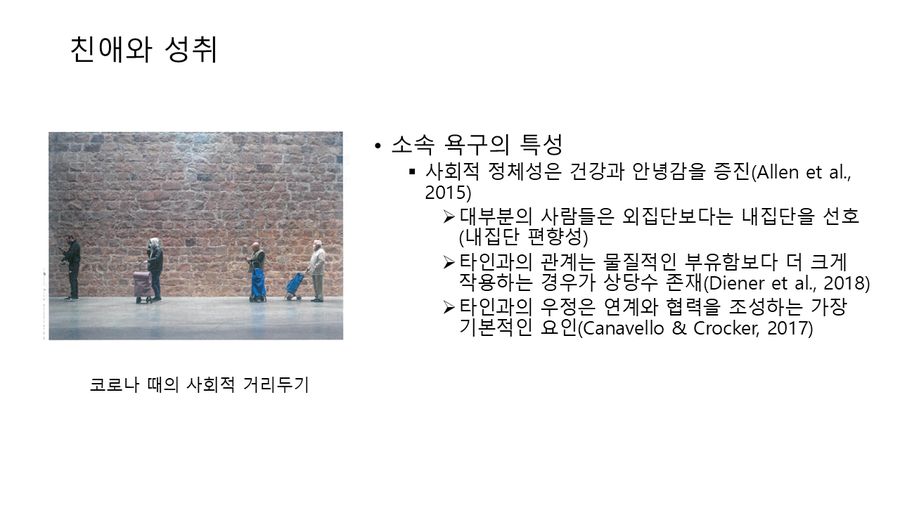 친애와 성취
• 소속 욕구의 특성
▪ 사회적 정체성은 건강과 안녕감을 증진(Allen et al.,
2015)
➢대부분의 사람들은 외집단보다는 내집단을 선호
(내집단 편향성)
➢타인과의 관계는 물질적인 부유함보다 더 크게
작용하는 경우가 상당수 존재(Diener et al., 2018)
➢타인과의 우정은 연계와 협력을 조성하는 가장
기본적인 요인(Canavello & Crocker, 2017)
코로나 때의 사회적 거리두기